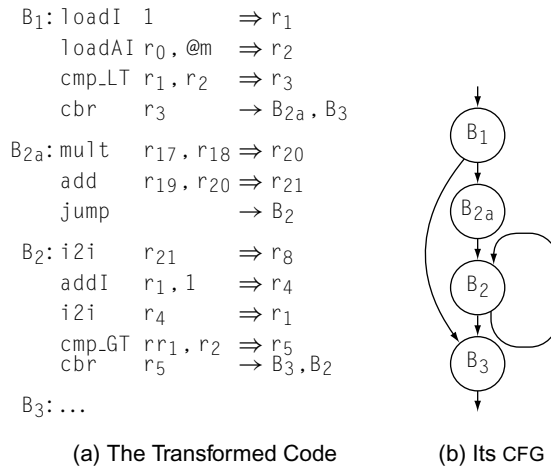 B1: loadI 1 ⇒ r1
loadAI r0, @m ⇒ r2
cmp_LT r1, r2 ⇒ r3
cbr r3 → B2a, B3
B2a: mult r17, r18 ⇒ r20
add r19, r20 ⇒ r21
jump → B2
B2: i2i r21 ⇒ r8
addI r1, 1 ⇒ r4
i2i r4 ⇒ r1
cmp_GT rr1, r2 ⇒ r5
cbr r5 → B3, B2
B3: ...
(a) The Transformed Code
B1
B2a
B2
B3
(b) Its CFG